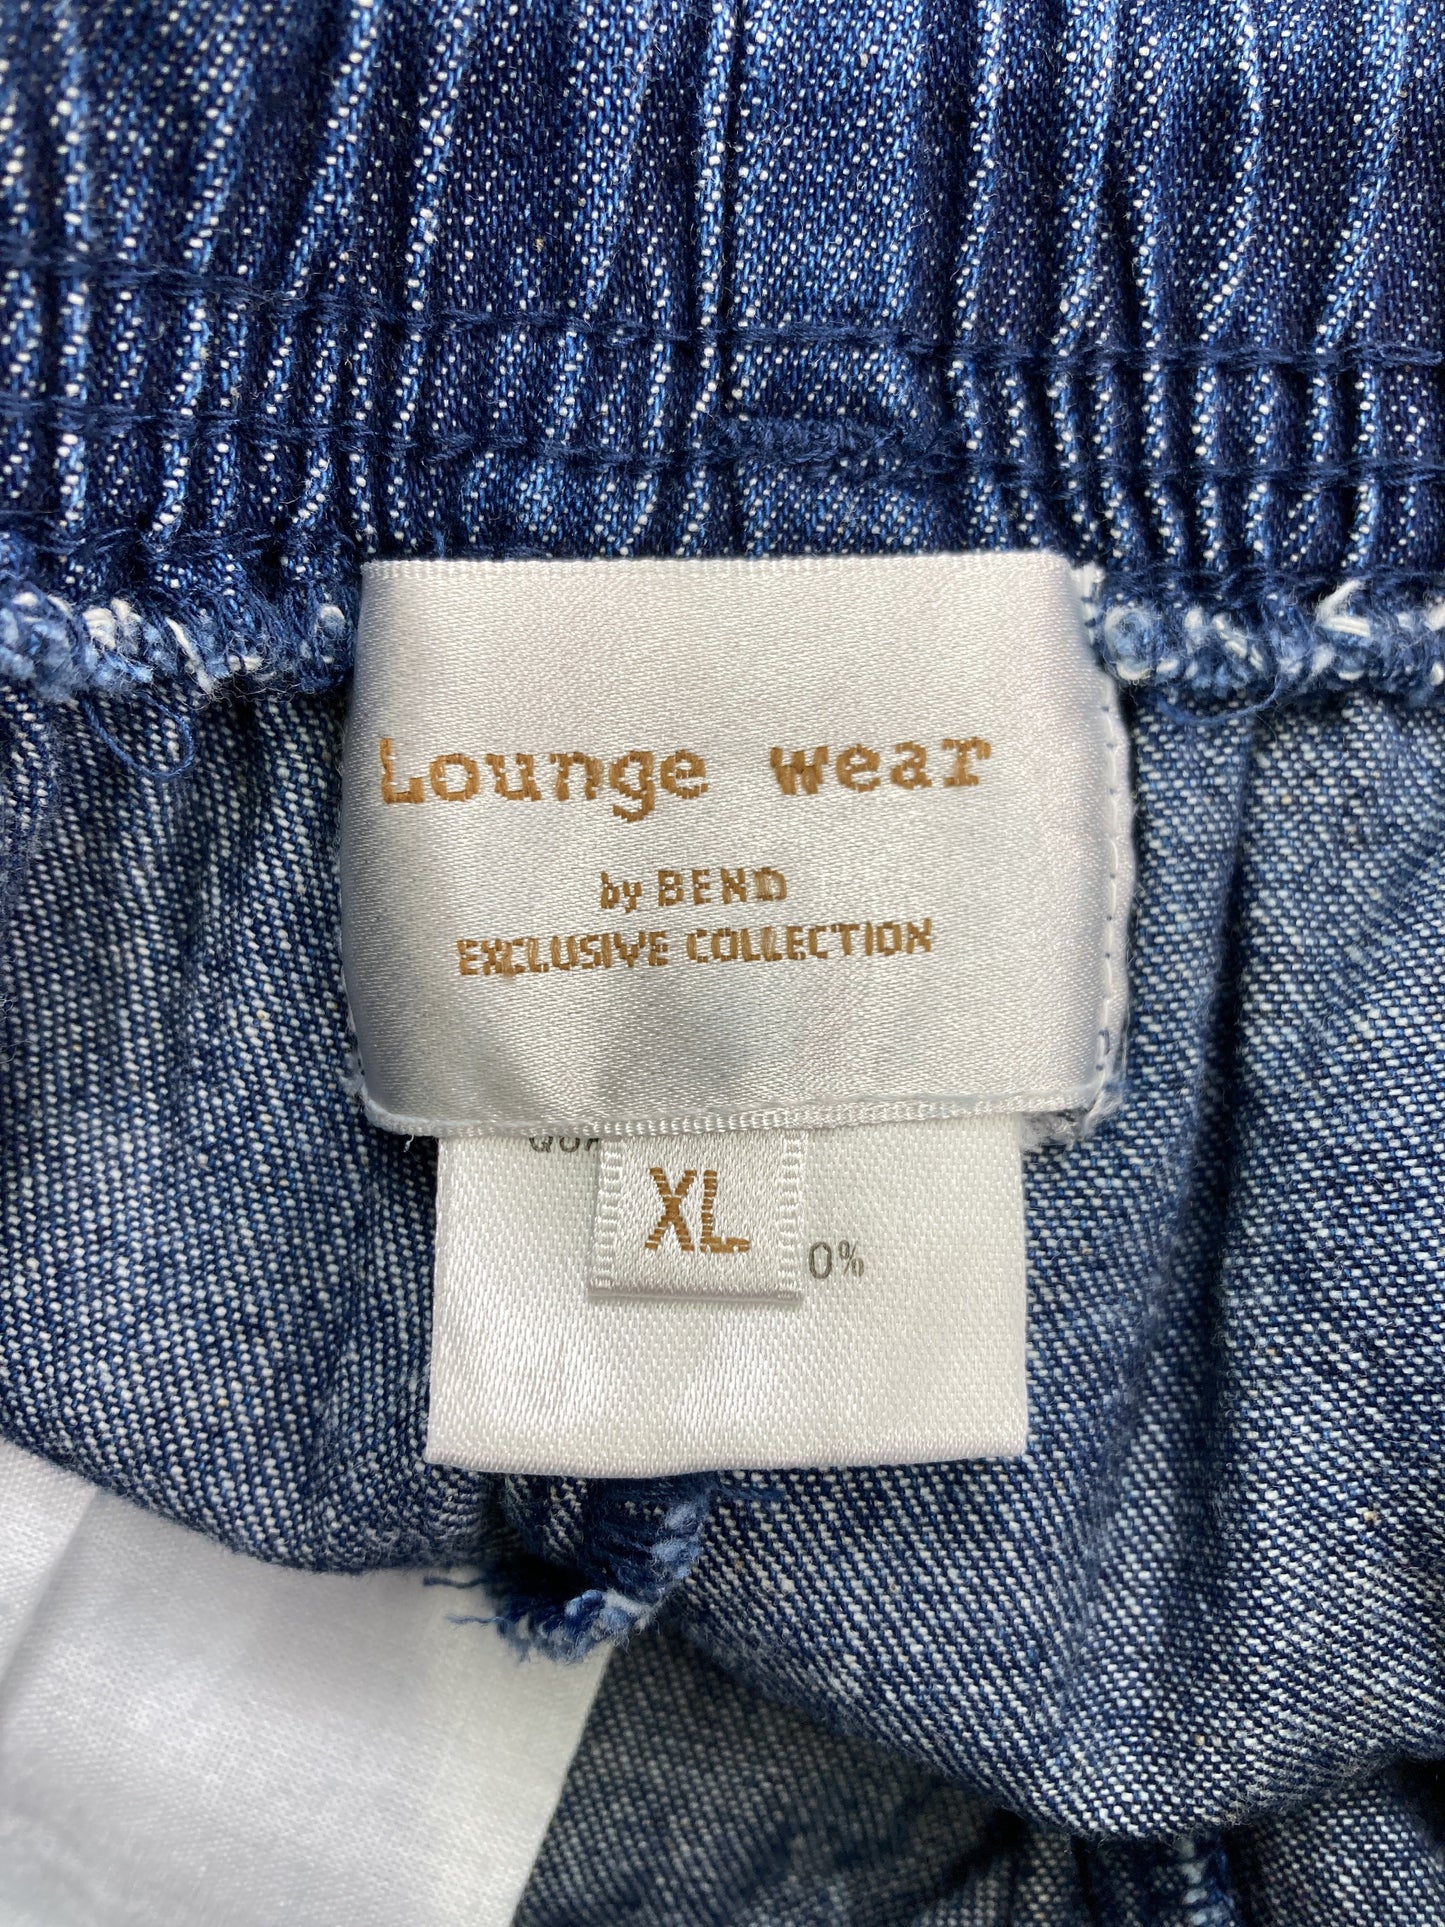 Lounge wear
by BEND
EXCLUSIVE COLLECTION
XL
0%